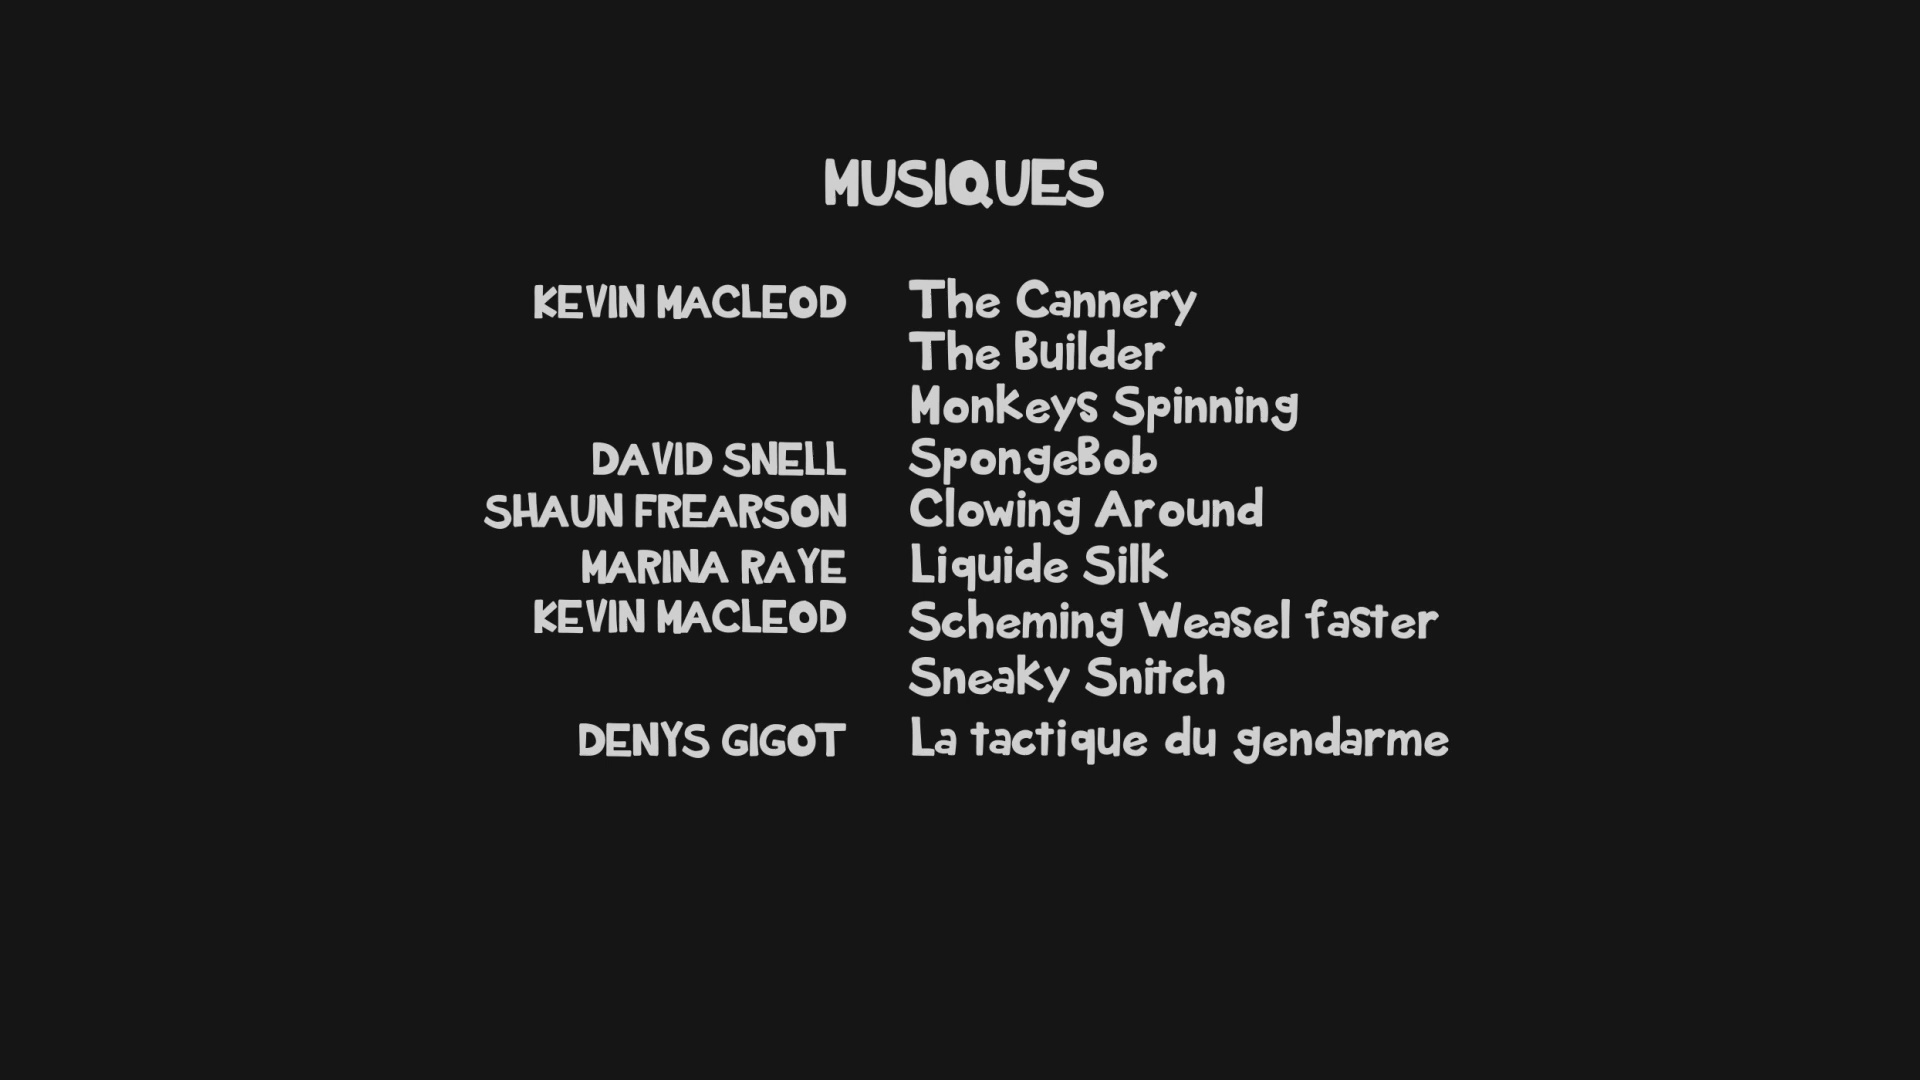 MUSIQUES
KEVIN MACLEOD The Cannery
The Builder
Monkeys Spinning
DAVID SNELL SpongeBob
SHAUN FREARSON Clowing Around
MARINA RAYE Liquide Silk
KEVIN MACLEOD Scheming Weasel faster
Sneaky Snitch
DENYS GIGOT La tactique du gendarme